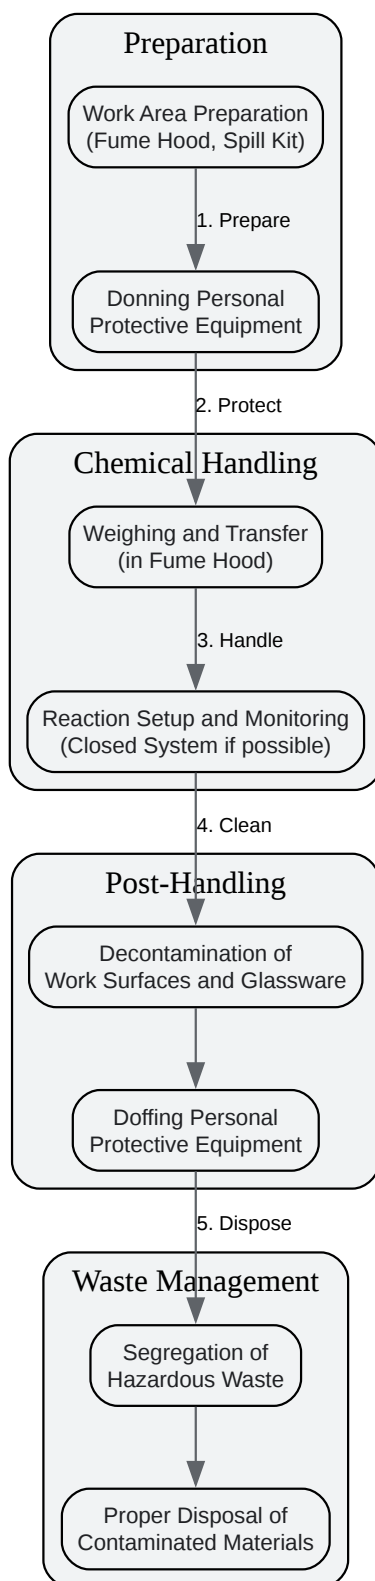 Preparation
Work Area Preparation
(Fume Hood, Spill Kit)
1. Prepare
Donning Personal
Protective Equipment
2. Protect
Chemical Handling
Weighing and Transfer
(in Fume Hood)
3. Handle
Reaction Setup and Monitoring
(Closed System if possible)
4. Clean
Post-Handling
Decontamination of
Work Surfaces and Glassware
Doffing Personal
Protective Equipment
5. Dispose
Waste Management
Segregation of
Hazardous Waste
Proper Disposal of
Contaminated Materials